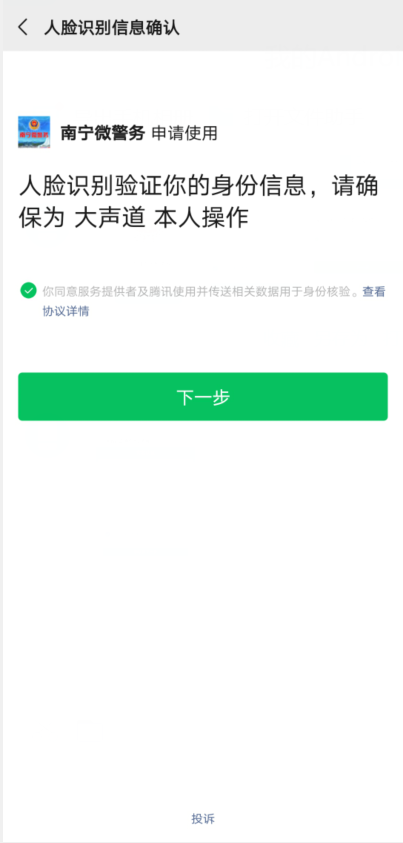 人脸识别信息确认
南宁微警务 申请使用
人脸识别验证你的身份信息，请确
保为 大声道 本人操作
你同意服务提供者及腾讯使用并传送相关数据用于身份核验。查看
协议详情
下一步
投诉